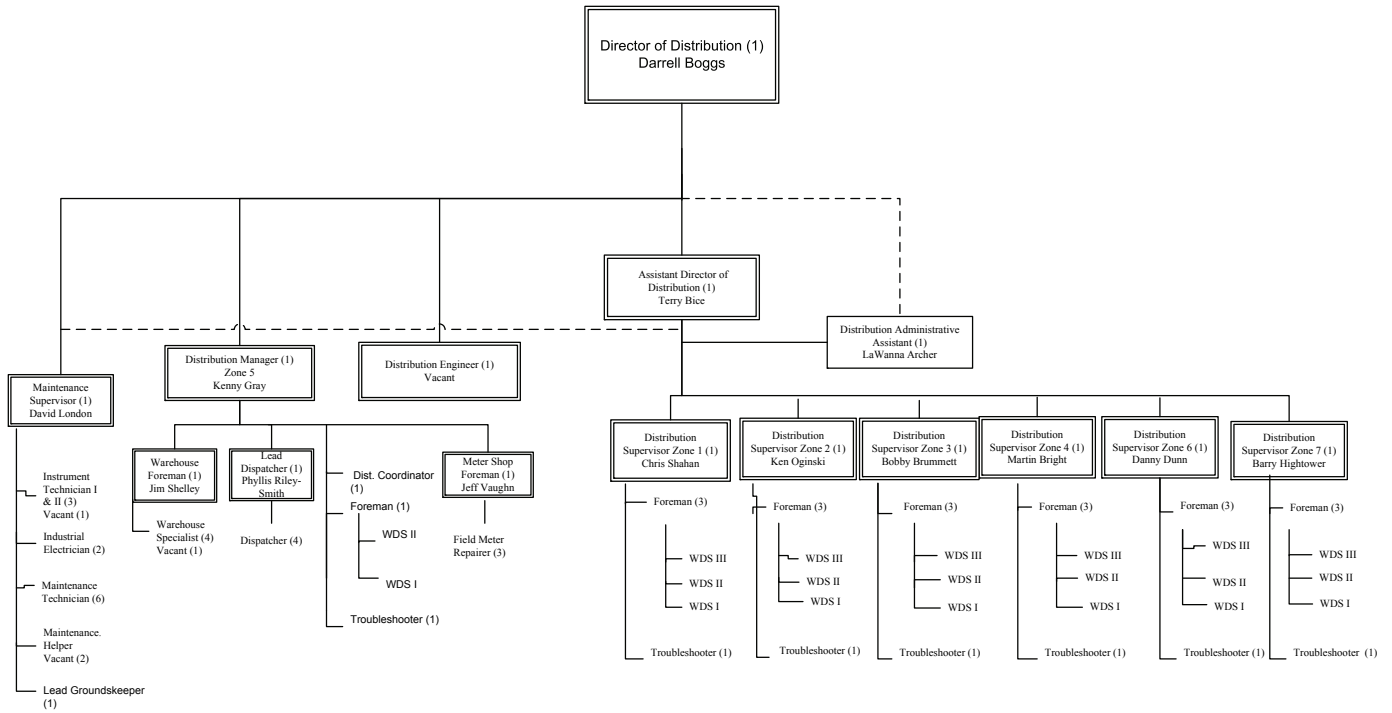 Director of Distribution (1)
Darrell Boggs
Assistant Director of
Distribution (1)
Terry Bice
Distribution Administrative
Assistant (1)
LaWanna Archer
Distribution Manager (1)
Zone 5
Kenny Gray
Distribution Engineer (1)
Vacant
Maintenance
Supervisor (1)
David London
Instrument
Technician I
& II (3)
Vacant (1)
Industrial
Electrician (2)
Maintenance
Technician (6)
Maintenance.
Helper
Vacant (2)
Lead Groundskeeper
(1)
Warehouse
Foreman (1)
Jim Shelley
Warehouse
Specialist (4)
Vacant (1)
Lead
Dispatcher (1)
Phyllis Riley-
Smith
Dispatcher (4)
Dist. Coordinator
(1)
Foreman (1)
WDS II
WDS I
Troubleshooter (1)
Meter Shop
Foreman (1)
Jeff Vaughn
Field Meter
Repairer (3)
Distribution
Supervisor Zone 1 (1)
Chris Shahan
Foreman (3)
WDS III
WDS II
WDS I
Troubleshooter (1)
Distribution
Supervisor Zone 2 (1)
Ken Oginski
Foreman (3)
WDS III
WDS II
WDS I
Troubleshooter (1)
Distribution
Supervisor Zone 3 (1)
Bobby Brummett
Foreman (3)
WDS III
WDS II
WDS I
Troubleshooter (1)
Distribution
Supervisor Zone 4 (1)
Martin Bright
Foreman (3)
WDS III
WDS II
WDS I
Troubleshooter (1)
Distribution
Supervisor Zone 6 (1)
Danny Dunn
Foreman (3)
WDS III
WDS II
WDS I
Troubleshooter (1)
Distribution
Supervisor Zone 7 (1)
Barry Hightower
Foreman (3)
WDS III
WDS II
WDS I
Troubleshooter (1)